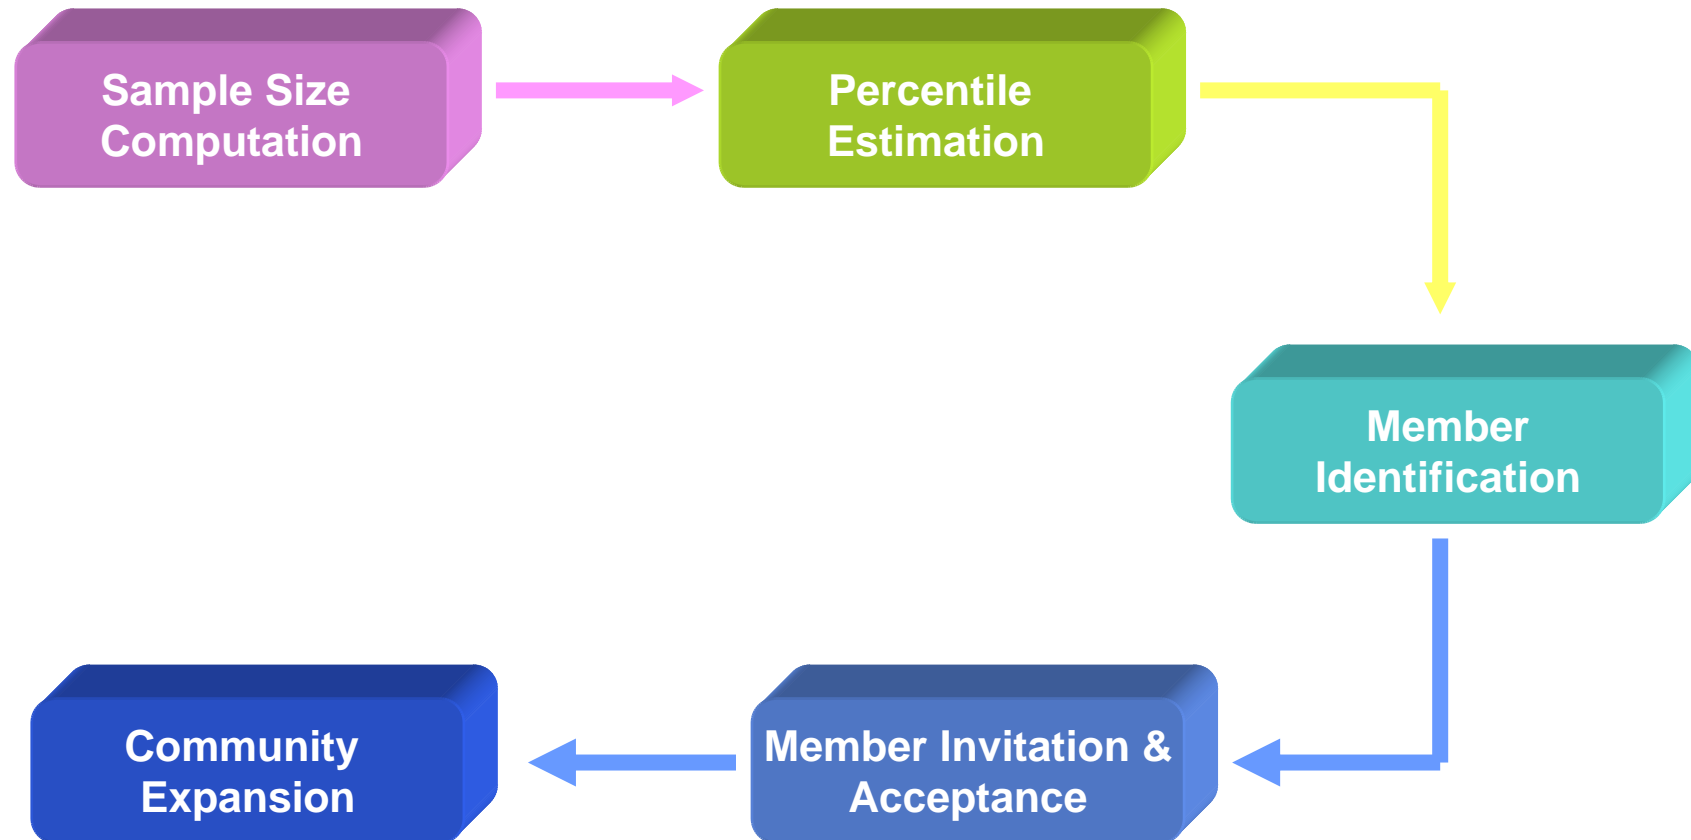 Sample Size
Computation
Percentile
Estimation
Member
Identification
Member Invitation &
Acceptance
Community
Expansion